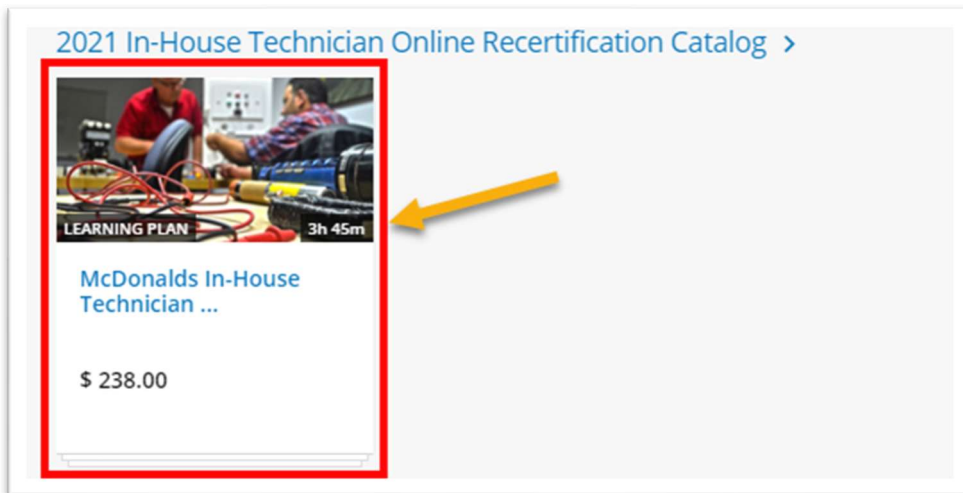 2021 In-House Technician Online Recertification Catalog >
LEARNING PLAN 3h 45m
McDonalds In-House
Technician ...
$ 238.00